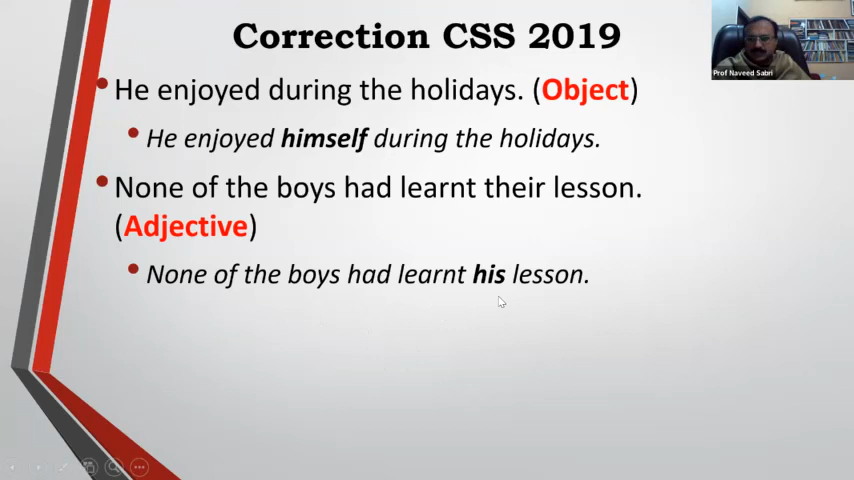 Correction CSS 2019
He enjoyed during the holidays. (Object)
He enjoyed himself during the holidays.
None of the boys had learnt their lesson.
(Adjective)
None of the boys had learnt his lesson.
Prof Naveed Sabri